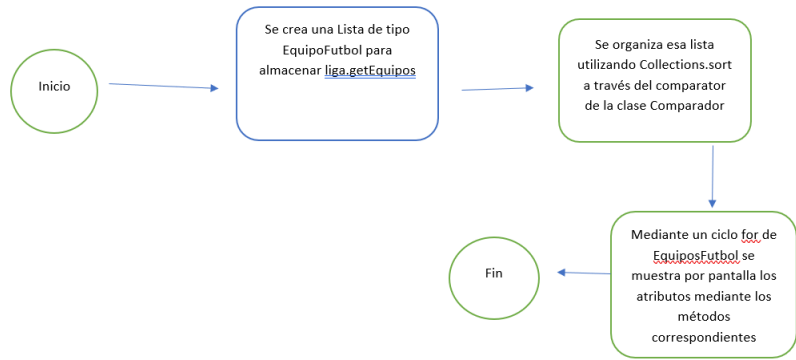 Inicio
Se crea una Lista de tipo
EquipoFutbol para
almacenar liga.getEquipos
Se organiza esa lista
utilizando Collections.sort
a través del comparator
de la clase Comparador
Mediante un ciclo for de
EquiposFutbol se
muestra por pantalla los
atributos mediante los
métodos
correspondientes
Fin